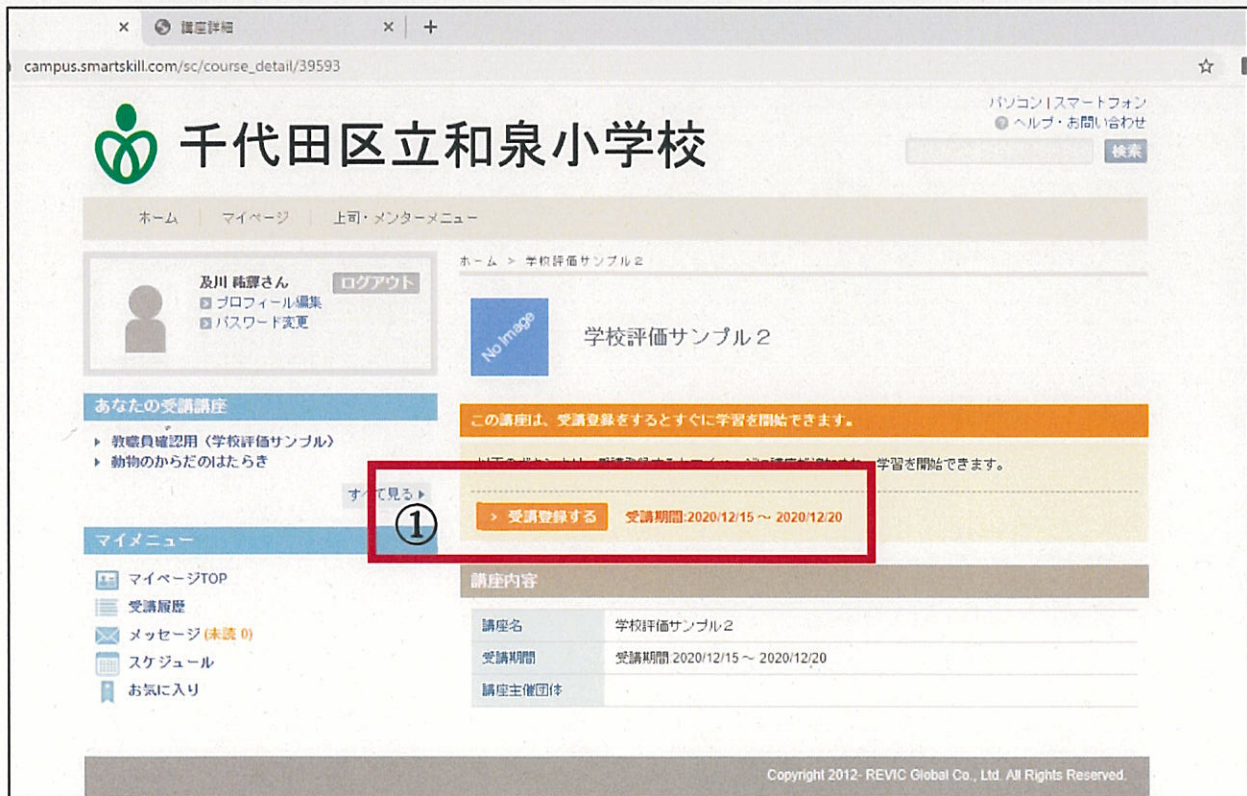 講座詳細
campus.smartskill.com/sc/course_detail/39593
千代田区立和泉小学校
パソコン | スマートフォン
ヘルプ・お問い合わせ
検索
ホーム | マイページ | 上司・メンターメニュー
及川 祐輝さん ログアウト
プロフィール編集
パスワード変更
ホーム > 学校評価サンプル2
No Image
学校評価サンプル2
あなたの受講講座
教職員確認用(学校評価サンプル)
動物のからだのはたらき
すべて見る
マイメニュー
マイページTOP
受講履歴
メッセージ (未読 0)
スケジュール
お気に入り
この講座は、受講登録をするとすぐに学習を開始できます。
学習を開始できます。
①
> 受講登録する 受講期間:2020/12/15 ~ 2020/12/20
講座内容
講座名 学校評価サンプル2
受講期間 受講期間:2020/12/15 ~ 2020/12/20
講座主催団体
Copyright 2012- REVIC Global Co., Ltd. All Rights Reserved.